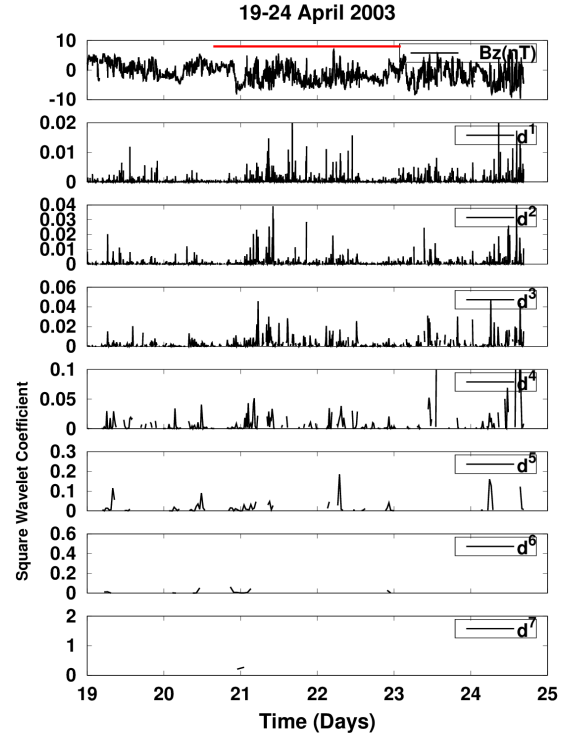 19-24 April 2003
10
0
-10
Bz(nT)
0.02
0.01
0
d1
0.04
0.03
0.02
0.01
0
d2
0.06
0.04
0.02
0
d3
0.1
0.05
0
d4
0.3
0.2
0.1
0
d5
0.6
0.4
0.2
0
d6
2
1
0
d7
Square Wavelet Coefficient
19 20 21 22 23 24 25
Time (Days)